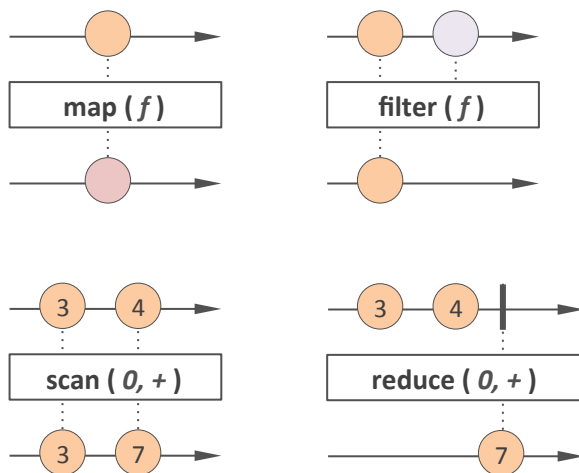 map ( f )
filter ( f )
3 4
3 4
scan ( 0, + )
reduce ( 0, + )
3 7
7